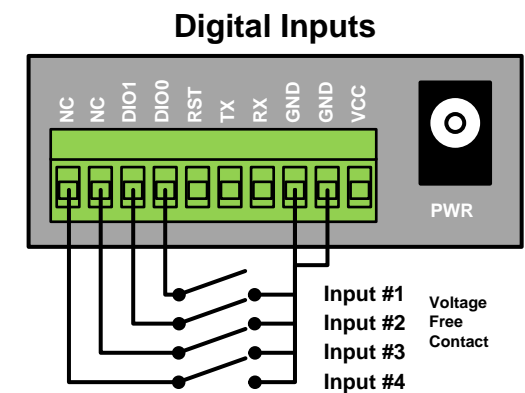 Digital Inputs
NC
NC
DIO1
DIO0
RST
TX
RX
GND
GND
VCC
PWR
Input #1
Input #2
Input #3
Input #4
Voltage
Free
Contact